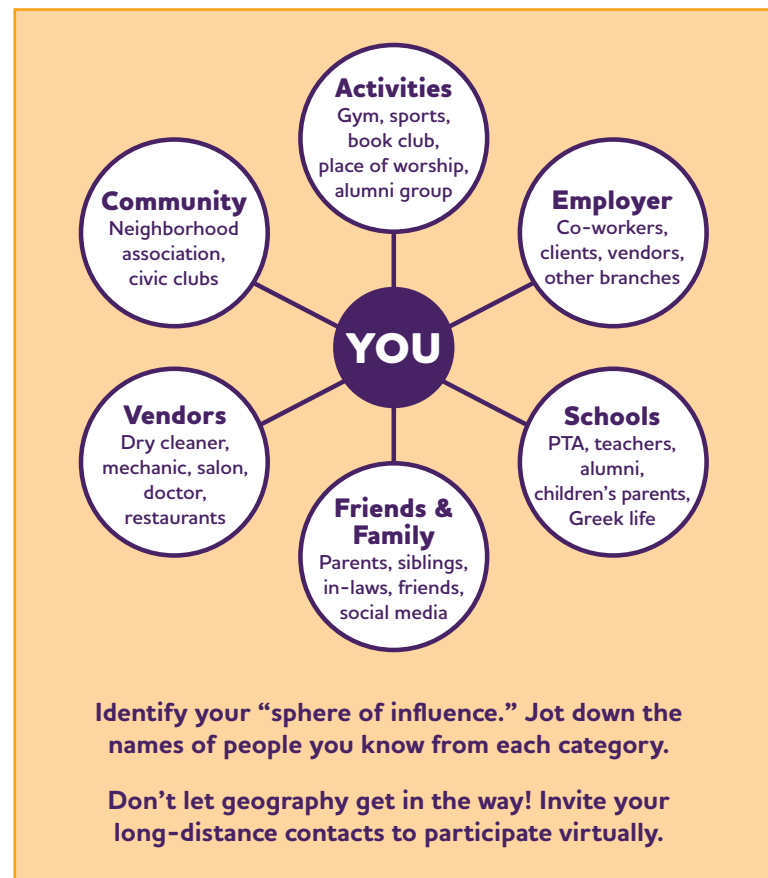 Activities
Gym, sports,
book club,
place of worship,
alumni group
Community
Neighborhood
association,
civic clubs
Employer
Co-workers,
clients, vendors,
other branches
YOU
Vendors
Dry cleaner,
mechanic, salon,
doctor,
restaurants
Schools
PTA, teachers,
alumni,
children’s parents,
Greek life
Friends &
Family
Parents, siblings,
in-laws, friends,
social media
Identify your “sphere of influence.” Jot down the
names of people you know from each category.
Don’t let geography get in the way! Invite your
long-distance contacts to participate virtually.